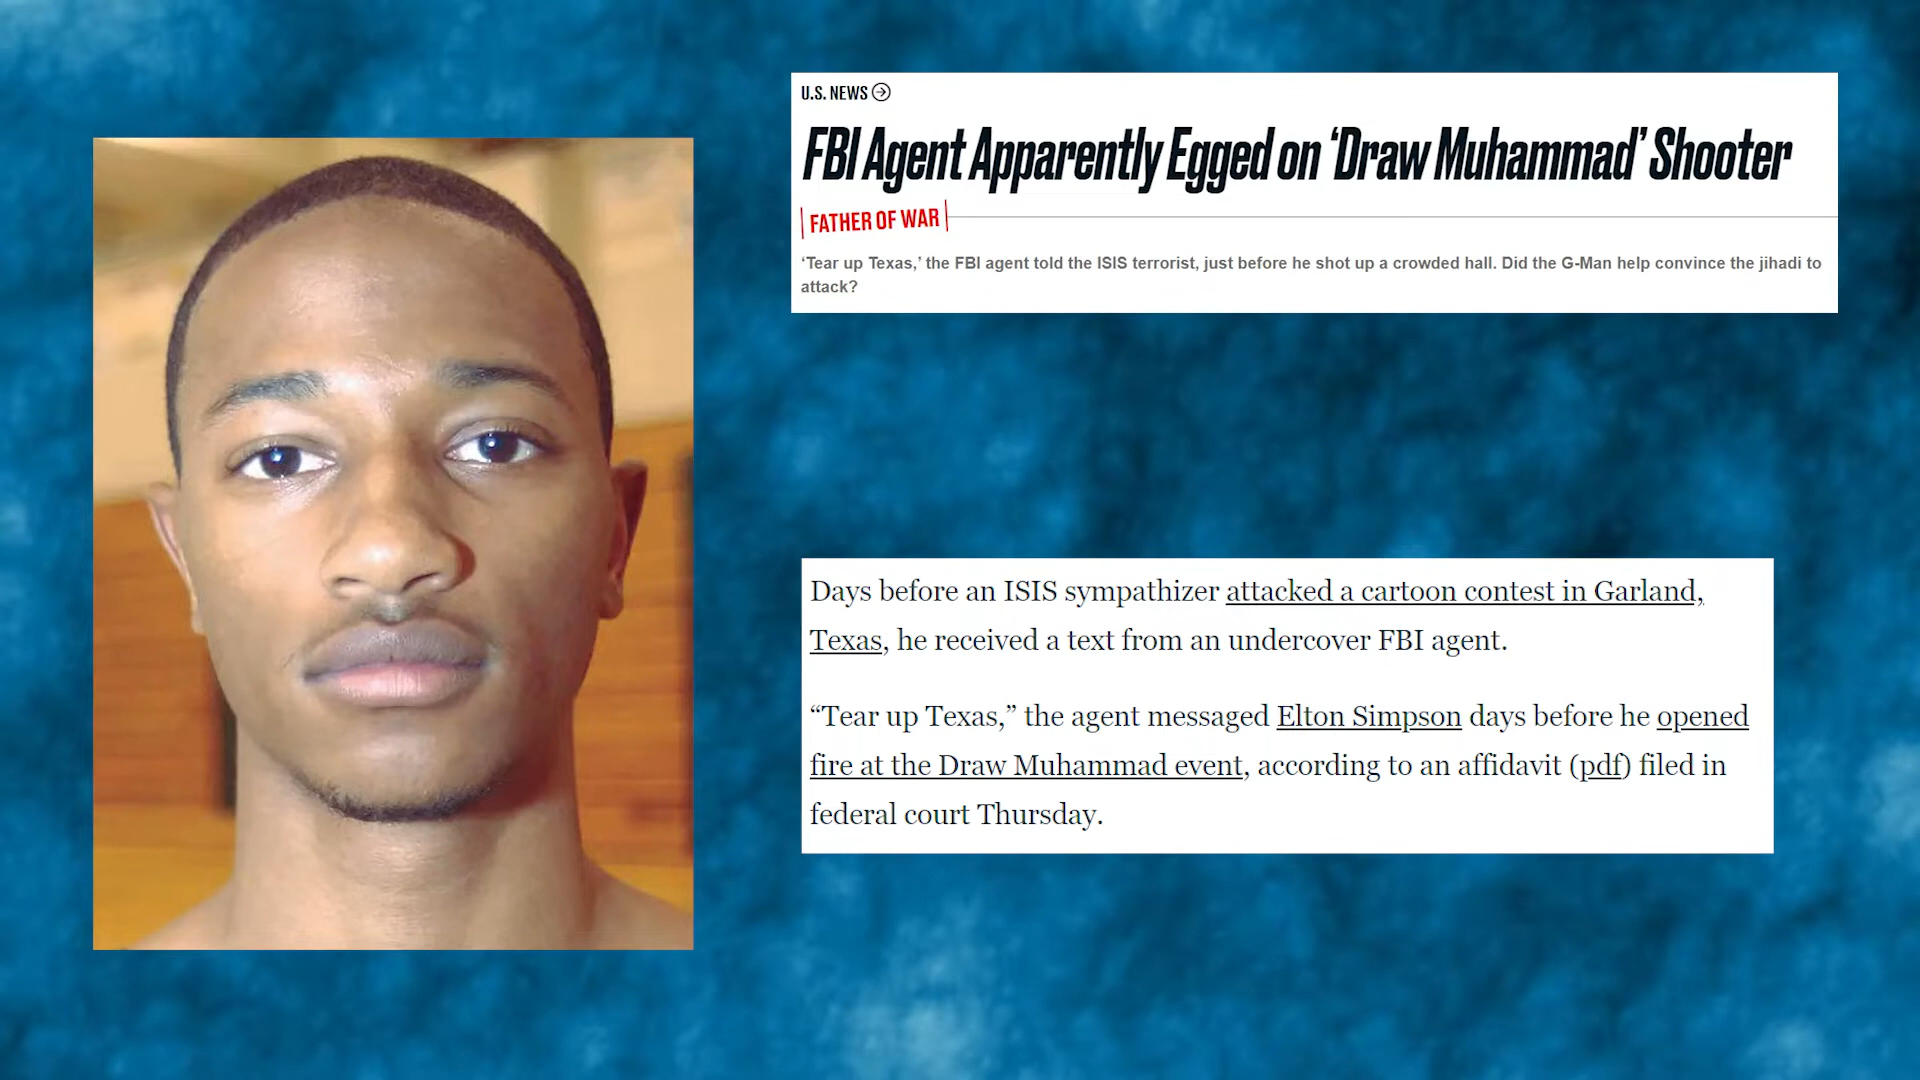 U.S. NEWS
FBI Agent Apparently Egged on ‘Draw Muhammad’ Shooter
FATHER OF WAR
‘Tear up Texas,’ the FBI agent told the ISIS terrorist, just before he shot up a crowded hall. Did the G-Man help convince the jihadi to
attack?
Days before an ISIS sympathizer attacked a cartoon contest in Garland,
Texas, he received a text from an undercover FBI agent.
“Tear up Texas,” the agent messaged Elton Simpson days before he opened
fire at the Draw Muhammad event, according to an affidavit (pdf) filed in
federal court Thursday.